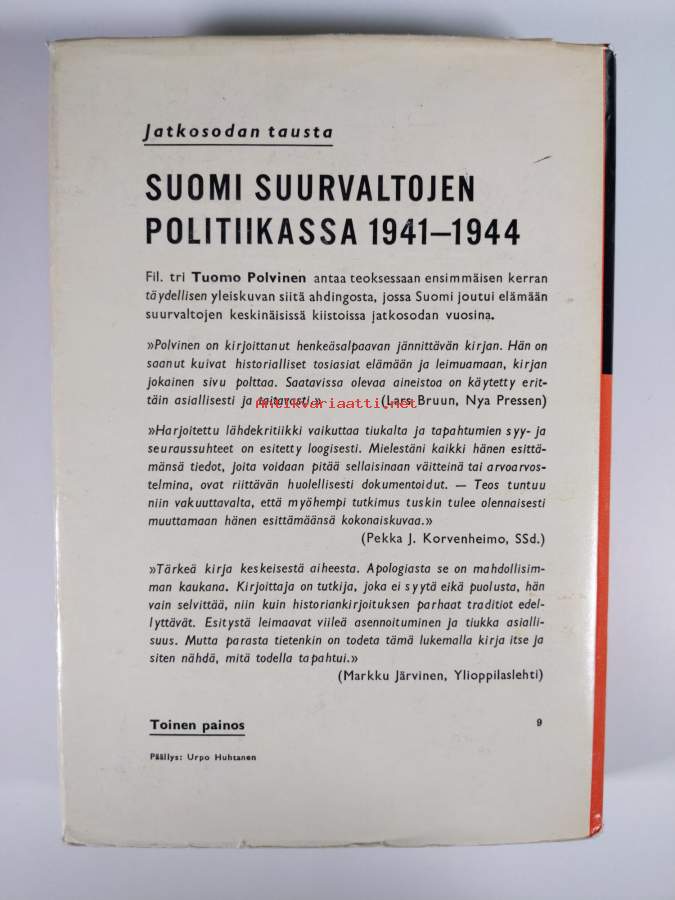 Jatkosodan tausta
SUOMI SUURVALTOJEN
POLITIIKASSA 1941—1944
Fil. tri Tuomo Polvinen antaa teoksessaan ensimmäisen kerran
täydellisen yleiskuvan siitä ahdingosta, jossa Suomi joutui elämään
suurvaltojen keskinäisissä kiistoissa jatkosodan vuosina.
»Polvinen on kirjoittanut henkeäsalpaavan jännittävän kirjan. Hän on
saanut kuivat historialliset tosiasiat elämään ja leimuamaan, kirjan
jokainen sivu polttaa. Saatavissa olevaa aineistoa on käytetty erit-
täin asiallisesti ja taitavasti.» (Lars Bruun, Nya Pressen)
Antikvariaatti.net
»Harjoitettu lähdekritiikki vaikuttaa tiukalta ja tapahtumien syy- ja
seuraussuhteet on esitetty loogisesti. Mielestäni kaikki hänen esittä-
mänsä tiedot, joita voidaan pitää sellaisinaan väitteinä tai arvoarvos-
telmina, ovat riittävän huolellisesti dokumentoidut. — Teos tuntuu
niin vakuuttavalta, että myöhempi tutkimus tuskin tulee olennaisesti
muuttamaan hänen esittämäänsä kokonaiskuvaa.»
(Pekka J. Korvenheimo, SSd.)
»Tärkeä kirja keskeisestä aiheesta. Apologiasta se on mahdollisim-
man kaukana. Kirjoittaja on tutkija, joka ei syytä eikä puolusta, hän
vain selvittää, niin kuin historiankirjoituksen parhaat traditiot edel-
lyttävät. Esitystä leimaavat viileä asennoituminen ja tiukka asialli-
suus. Mutta parasta tietenkin on todeta tämä lukemalla kirja itse ja
siten nähdä, mitä todella tapahtui.»
(Markku Järvinen, Ylioppilaslehti)
Toinen painos
9
Päällys: Urpo Huhtanen